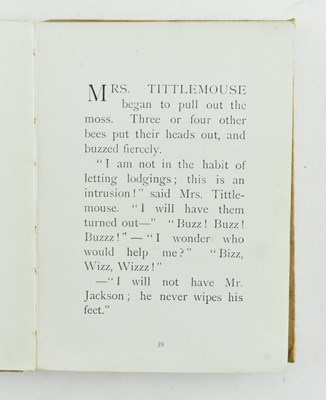 MRS. TITTLEMOUSE
began to pull out the
moss. Three or four other
bees put their heads out, and
buzzed fiercely.
"I am not in the habit of
letting lodgings; this is an
intrusion!" said Mrs. Tittle-
mouse. "I will have them
turned out—" "Buzz! Buzz!
Buzzz!"—"I wonder who
would help me?" "Bizz,
Wizz, Wizzz!"
—"I will not have Mr.
Jackson; he never wipes his
feet."